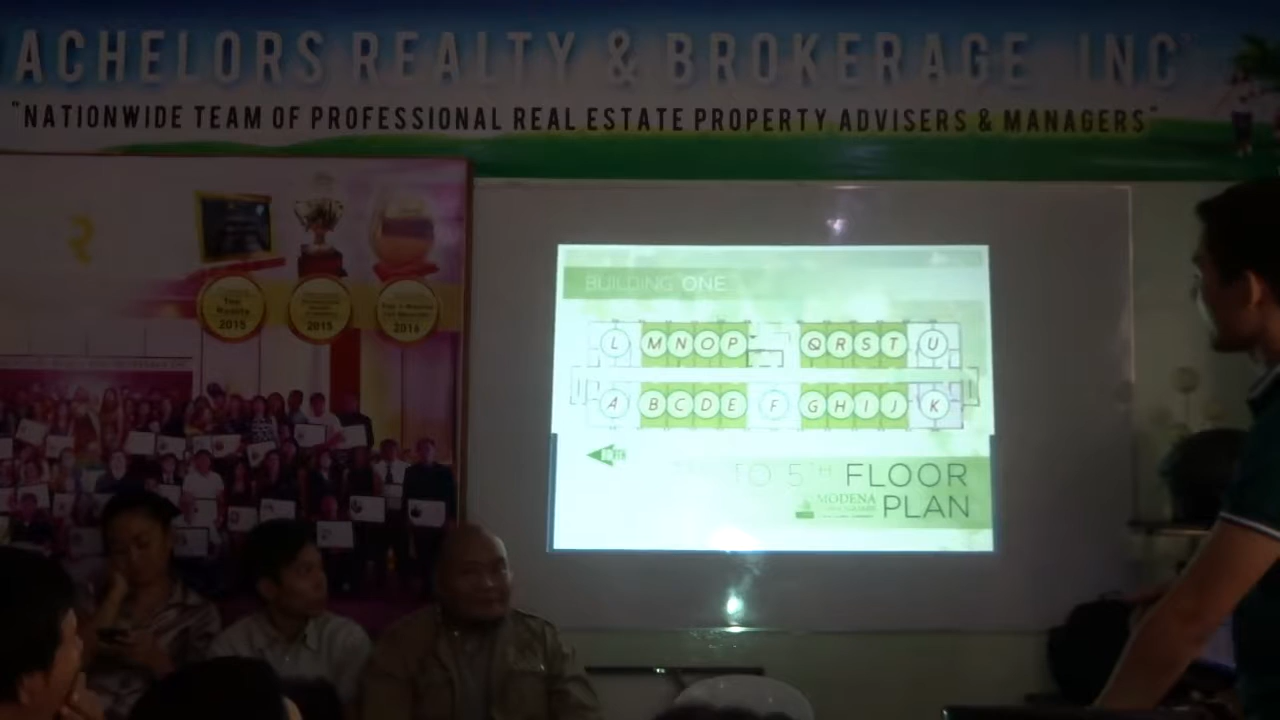 ACHELORS REALTY & BROKERAGE INC
"NATIONWIDE TEAM OF PROFESSIONAL REAL ESTATE PROPERTY ADVISERS & MANAGERS"
BUILDING ONE
L M N O P Q R S T U
A B C D E F G H I J K
TO 5TH FLOOR
PLAN
MODENA
2015
2015